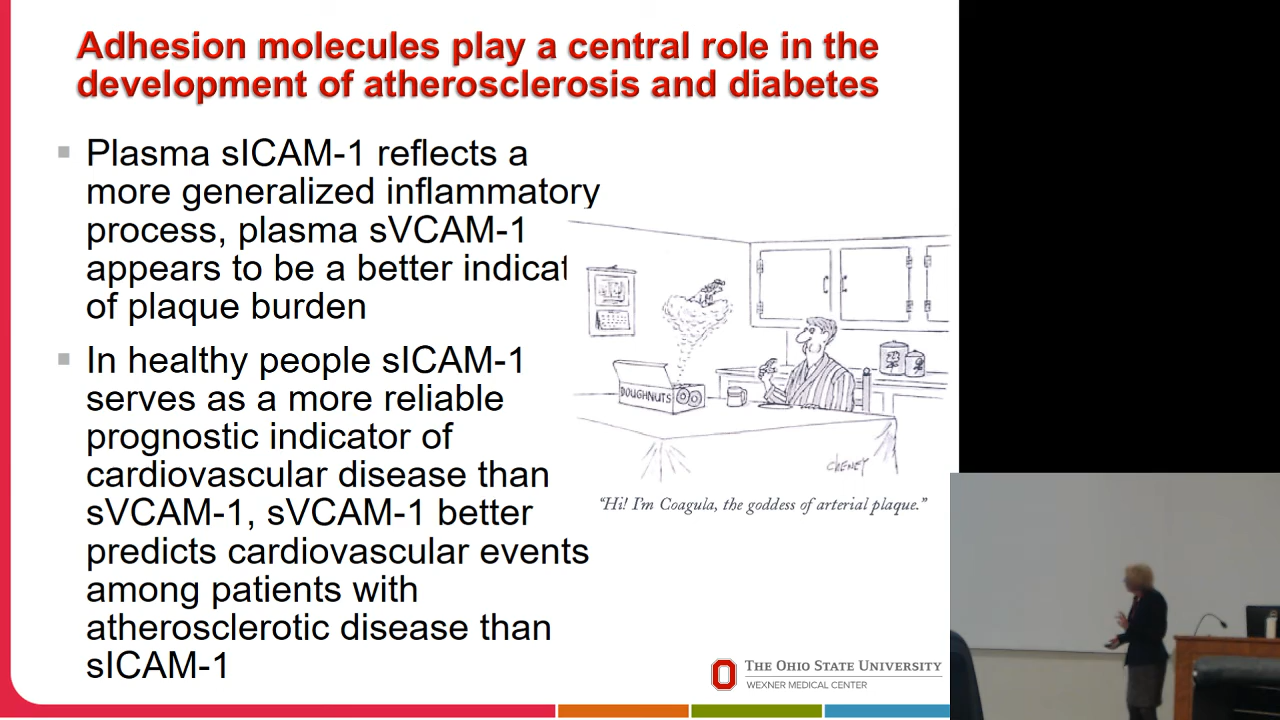 Adhesion molecules play a central role in the
development of atherosclerosis and diabetes
Plasma sICAM-1 reflects a
more generalized inflammatory
process, plasma sVCAM-1
appears to be a better indicat
of plaque burden
In healthy people sICAM-1
serves as a more reliable
prognostic indicator of
cardiovascular disease than
sVCAM-1, sVCAM-1 better
predicts cardiovascular events
among patients with
atherosclerotic disease than
sICAM-1
DOUGHNUTS
CHENEY
“Hi! I'm Coagula, the goddess of arterial plaque.”
THE OHIO STATE UNIVERSITY
WEXNER MEDICAL CENTER